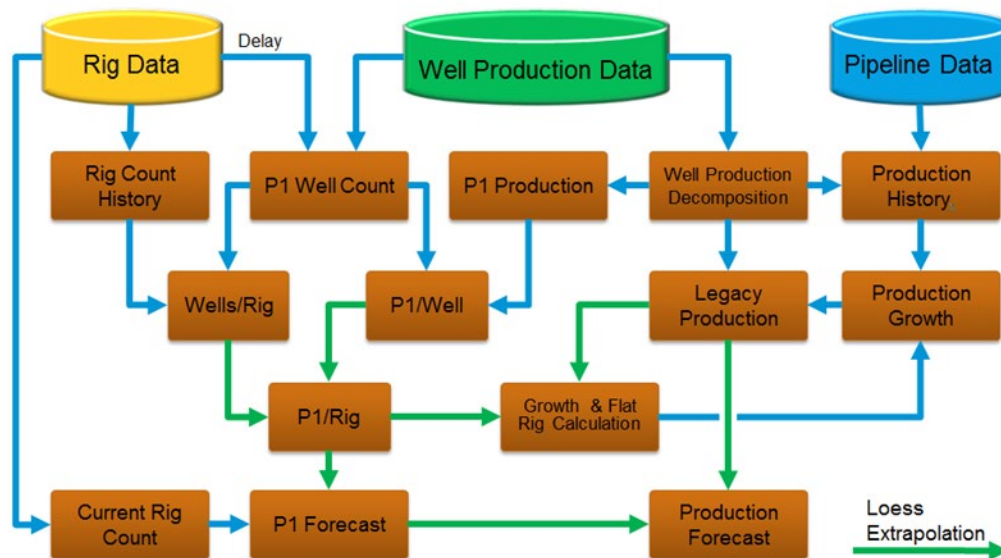 Delay
Rig Data
Well Production Data
Pipeline Data
Rig Count
History
P1 Well Count
P1 Production
Well Production
Decomposition
Production
History
Wells/Rig
P1/Well
Legacy
Production
Production
Growth
P1/Rig
Growth & Flat
Rig Calculation
Current Rig
Count
P1 Forecast
Production
Forecast
Loess
Extrapolation